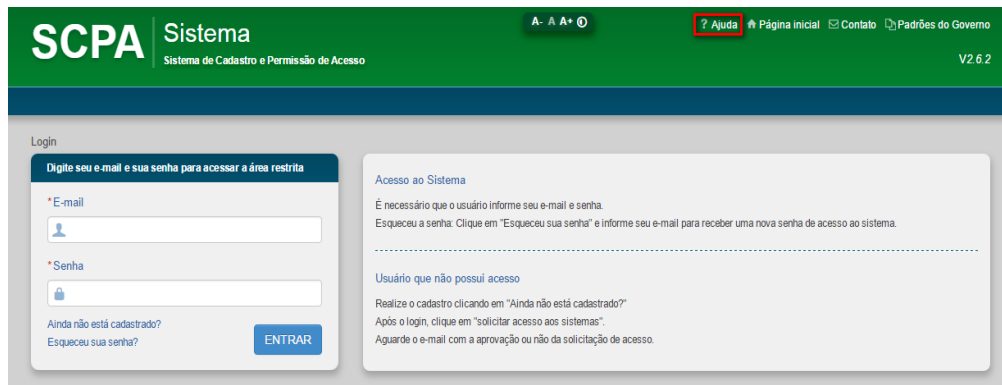 SCPA
Sistema
Sistema de Cadastro e Permissão de Acesso
A- A A+
? Ajuda Página inicial Contato Padrões do Governo
V2.6.2
Login
Digite seu e-mail e sua senha para acessar a área restrita
*E-mail
*Senha
Ainda não está cadastrado?
Esqueceu sua senha?
ENTRAR
Acesso ao Sistema
É necessário que o usuário informe seu e-mail e senha.
Esqueceu a senha: Clique em "Esqueceu sua senha" e informe seu e-mail para receber uma nova senha de acesso ao sistema.
Usuário que não possui acesso
Realize o cadastro clicando em "Ainda não está cadastrado?"
Após o login, clique em "solicitar acesso aos sistemas".
Aguarde o e-mail com a aprovação ou não da solicitação de acesso.